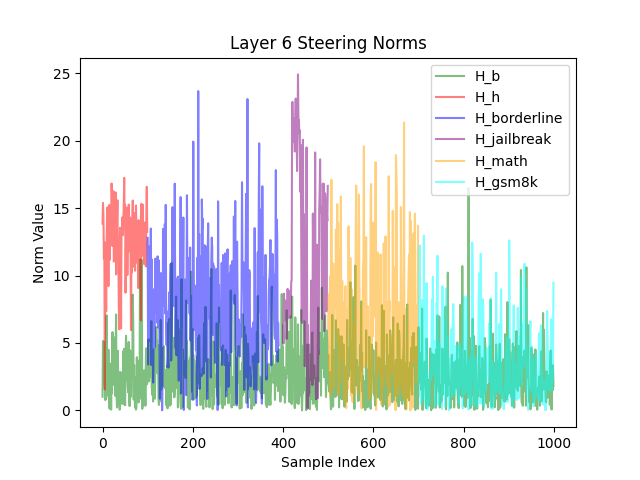 Layer 6 Steering Norms
Norm Value
25
20
15
10
5
0
H_b
H_h
H_borderline
H_jailbreak
H_math
H_gsm8k
0
200
400
600
800
1000
Sample Index